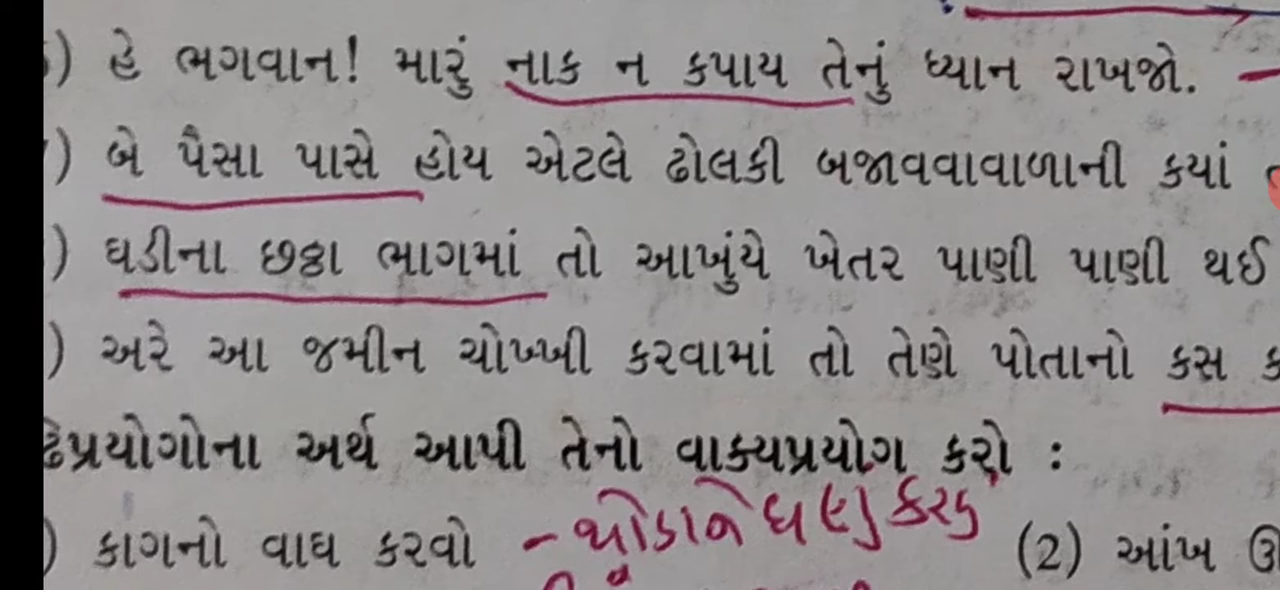 ) હે ભગવાન! મારું નાક ન કપાય તેનું ધ્યાન રાખજો.
) બે પૈસા પાસે હોય એટલે ઢોલકી બજાવવાવાળાની કયાં
) ઘડીના છઠ્ઠા ભાગમાં તો આખુંયે ખેતર પાણી પાણી થઈ
) અરે આ જમીન ચોખ્ખી કરવામાં તો તેણે પોતાનો કસ
ઢિપ્રયોગોના અર્થ આપી તેનો વાક્યપ્રયોગ કરો :
) કાગનો વાઘ કરવો - થોડાને ઘણુ કરવુ (2) આંખ